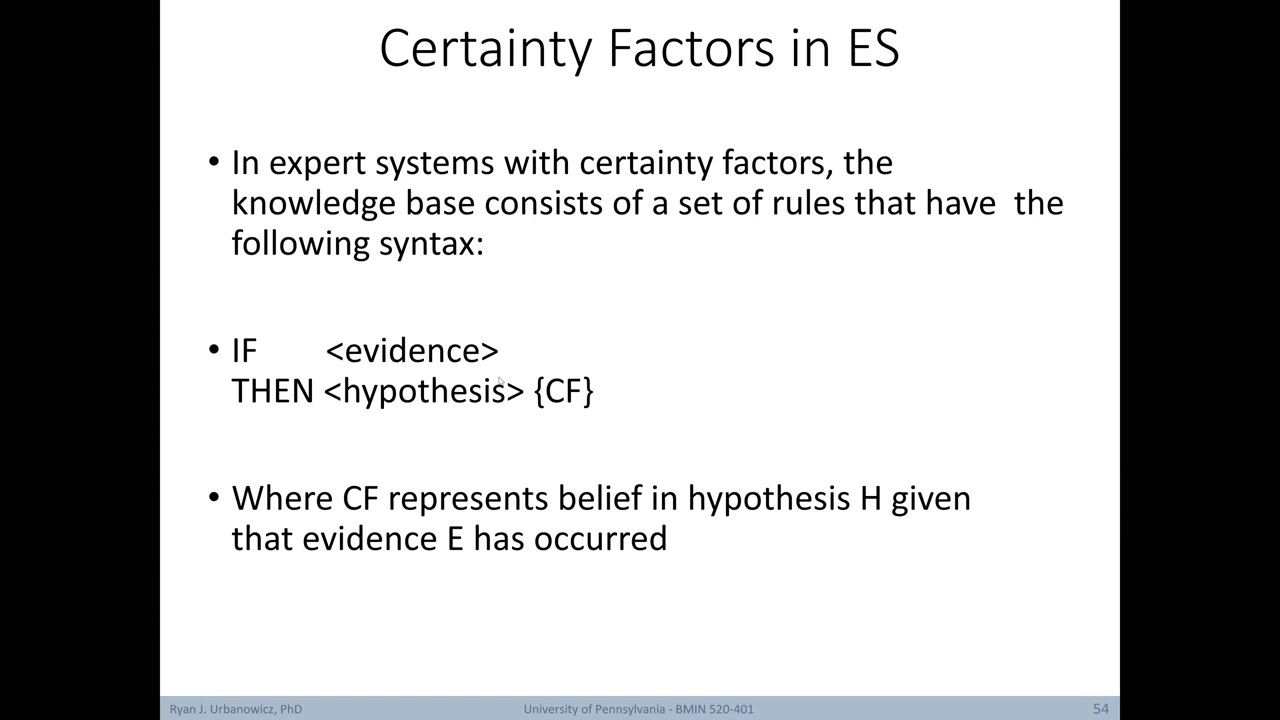 Certainty Factors in ES
• In expert systems with certainty factors, the
knowledge base consists of a set of rules that have  the
following syntax:
• IF <evidence>
THEN <hypothesis> {CF}
• Where CF represents belief in hypothesis H given
that evidence E has occurred
Ryan J. Urbanowicz, PhD University of Pennsylvania - BMIN 520-401 54